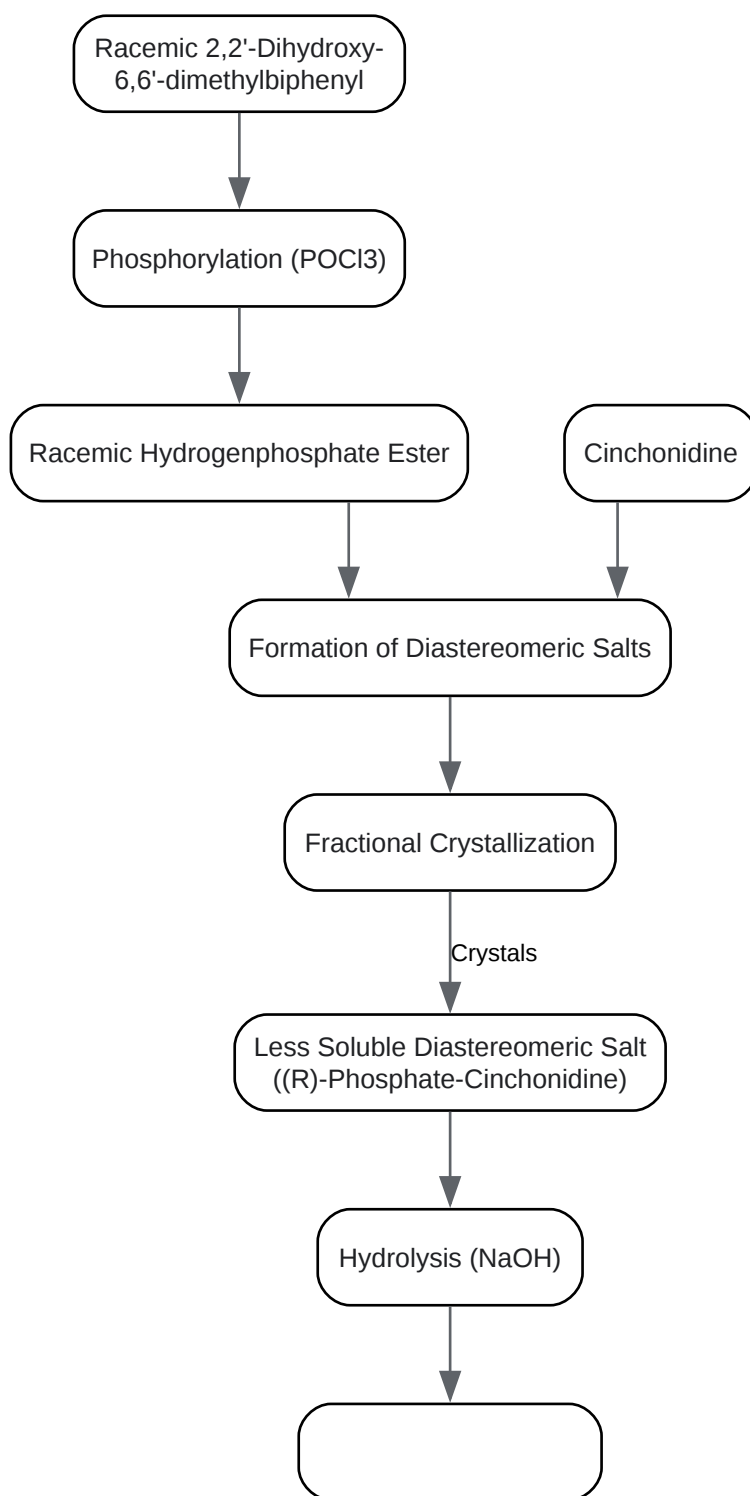 Racemic 2,2'-Dihydroxy-
6,6'-dimethylbiphenyl
Phosphorylation (POCl3)
Racemic Hydrogenphosphate Ester
Cinchonidine
Formation of Diastereomeric Salts
Fractional Crystallization
Crystals
Less Soluble Diastereomeric Salt
((R)-Phosphate-Cinchonidine)
Hydrolysis (NaOH)